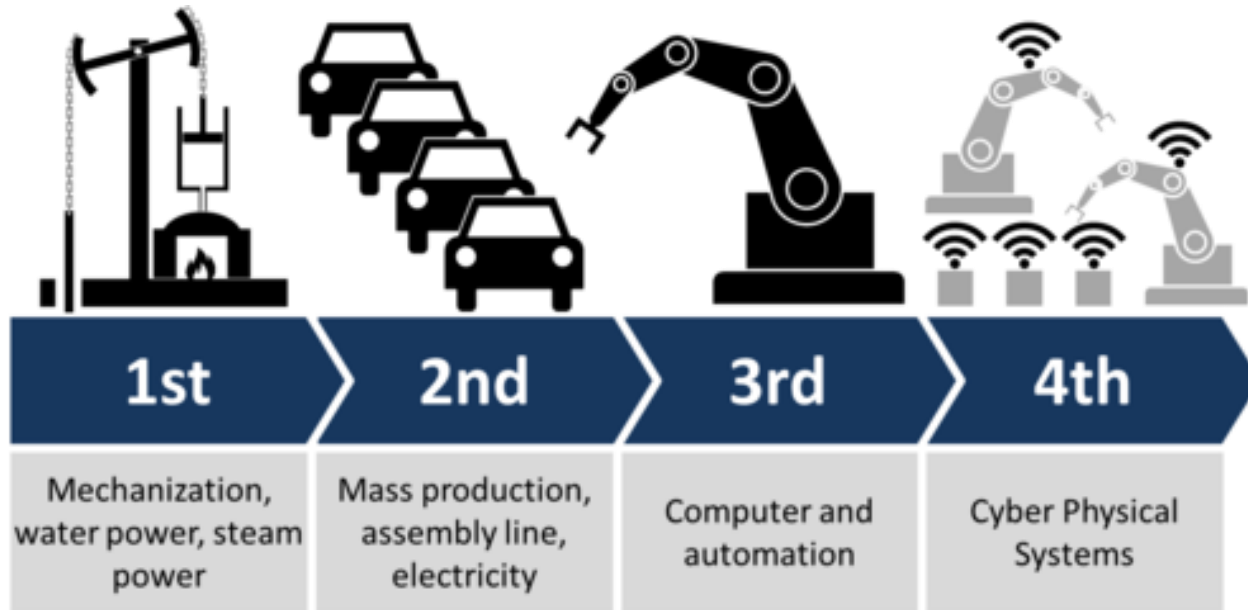 1st
2nd
3rd
4th
Mechanization,
water power, steam
power
Mass production,
assembly line,
electricity
Computer and
automation
Cyber Physical
Systems